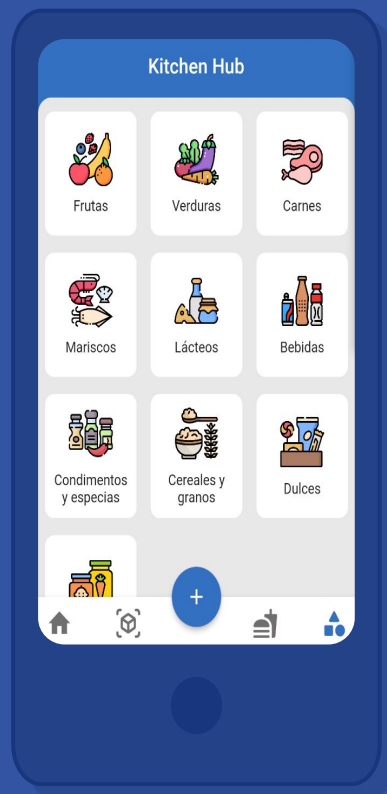 Kitchen Hub
Frutas
Verduras
Carnes
Mariscos
Lácteos
Bebidas
Condimentos
y especias
Cereales y
granos
Dulces
+